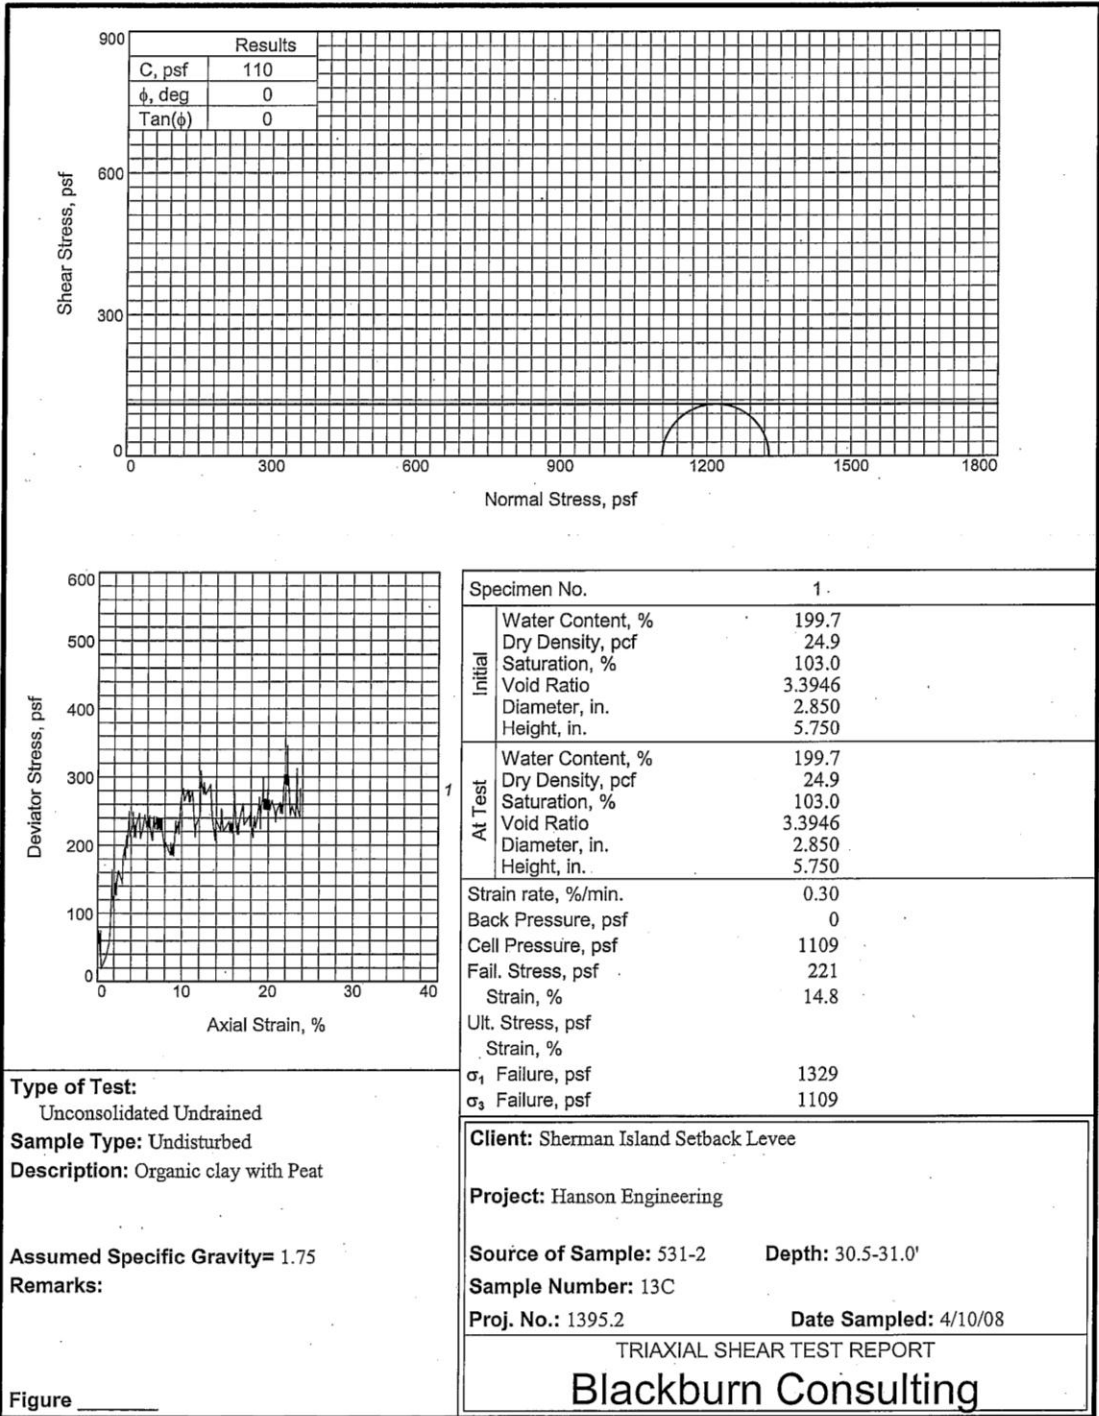 900
Results
C, psf 110
ϕ, deg 0
Tan(ϕ) 0
600
300
0
Shear Stress, psf
0 300 600 900 1200 1500 1800
Normal Stress, psf
600
500
400
300
200
100
0
Deviator Stress, psf
1
0 10 20 30 40
Axial Strain, %
Specimen No. 1
Initial
Water Content, % 199.7
Dry Density, pcf 24.9
Saturation, % 103.0
Void Ratio 3.3946
Diameter, in. 2.850
Height, in. 5.750
At Test
Water Content, % 199.7
Dry Density, pcf 24.9
Saturation, % 103.0
Void Ratio 3.3946
Diameter, in. 2.850
Height, in. 5.750
Strain rate, %/min. 0.30
Back Pressure, psf 0
Cell Pressure, psf 1109
Fail. Stress, psf 221
Strain, % 14.8
Ult. Stress, psf
Strain, %
σ₁ Failure, psf 1329
σ₃ Failure, psf 1109
Type of Test:
Unconsolidated Undrained
Sample Type: Undisturbed
Description: Organic clay with Peat
Assumed Specific Gravity= 1.75
Remarks:
Figure ________
Client: Sherman Island Setback Levee
Project: Hanson Engineering
Source of Sample: 531-2 Depth: 30.5-31.0'
Sample Number: 13C
Proj. No.: 1395.2 Date Sampled: 4/10/08
TRIAXIAL SHEAR TEST REPORT
Blackburn Consulting